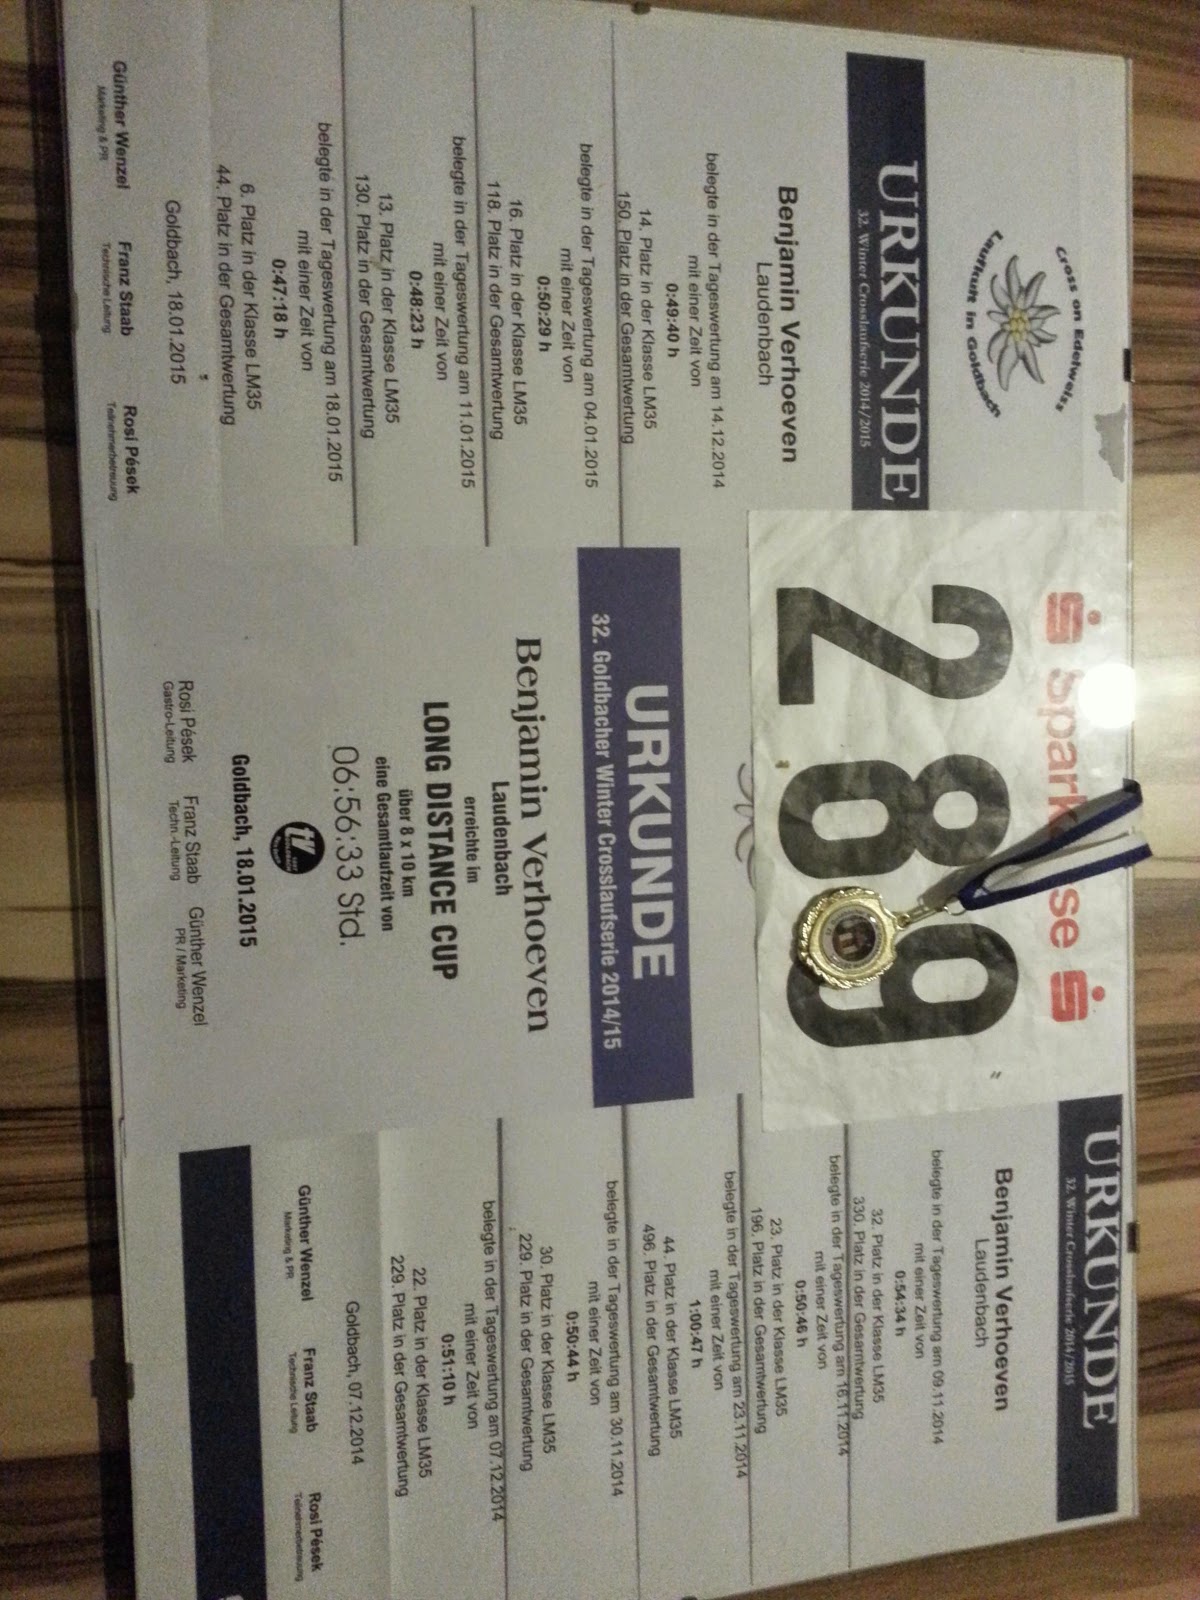 Cross on Edelweiss
Laufkult in Goldbach
URKUNDE
32. Winter Crosslaufserie 2014/2015
Benjamin Verhoeven
Laudenbach
belegte in der Tageswertung am 14.12.2014
mit einer Zeit von
0:49:40 h
14. Platz in der Klasse LM35
150. Platz in der Gesamtwertung
belegte in der Tageswertung am 04.01.2015
mit einer Zeit von
0:50:29 h
16. Platz in der Klasse LM35
118. Platz in der Gesamtwertung
belegte in der Tageswertung am 11.01.2015
mit einer Zeit von
0:48:23 h
13. Platz in der Klasse LM35
130. Platz in der Gesamtwertung
belegte in der Tageswertung am 18.01.2015
mit einer Zeit von
0:47:18 h
6. Platz in der Klasse LM35
44. Platz in der Gesamtwertung
Goldbach, 18.01.2015
Günther Wenzel Franz Staab Rosi Pések
Marketing & PR Technische Leitung Teilnehmerbetreuung
Sparkasse
289
URKUNDE
32. Goldbacher Winter Crosslaufserie 2014/15
Benjamin Verhoeven
Laudenbach
erreichte im
LONG DISTANCE CUP
über 8 x 10 km
eine Gesamtlaufzeit von
06:56:33 Std.
Goldbach, 18.01.2015
Rosi Pések Franz Staab Günther Wenzel
Gastro-Leitung Techn.-Leitung PR / Marketing
URKUNDE
32. Winter Crosslaufserie 2014/2015
Benjamin Verhoeven
Laudenbach
belegte in der Tageswertung am 09.11.2014
mit einer Zeit von
0:54:34 h
32. Platz in der Klasse LM35
330. Platz in der Gesamtwertung
belegte in der Tageswertung am 16.11.2014
mit einer Zeit von
0:50:46 h
23. Platz in der Klasse LM35
196. Platz in der Gesamtwertung
belegte in der Tageswertung am 23.11.2014
mit einer Zeit von
1:00:47 h
44. Platz in der Klasse LM35
496. Platz in der Gesamtwertung
belegte in der Tageswertung am 30.11.2014
mit einer Zeit von
0:50:44 h
30. Platz in der Klasse LM35
229. Platz in der Gesamtwertung
belegte in der Tageswertung am 07.12.2014
mit einer Zeit von
0:51:10 h
22. Platz in der Klasse LM35
229. Platz in der Gesamtwertung
Goldbach, 07.12.2014
Günther Wenzel Franz Staab Rosi Pések
Marketing & PR Technische Leitung Teilnehmerbetreuung